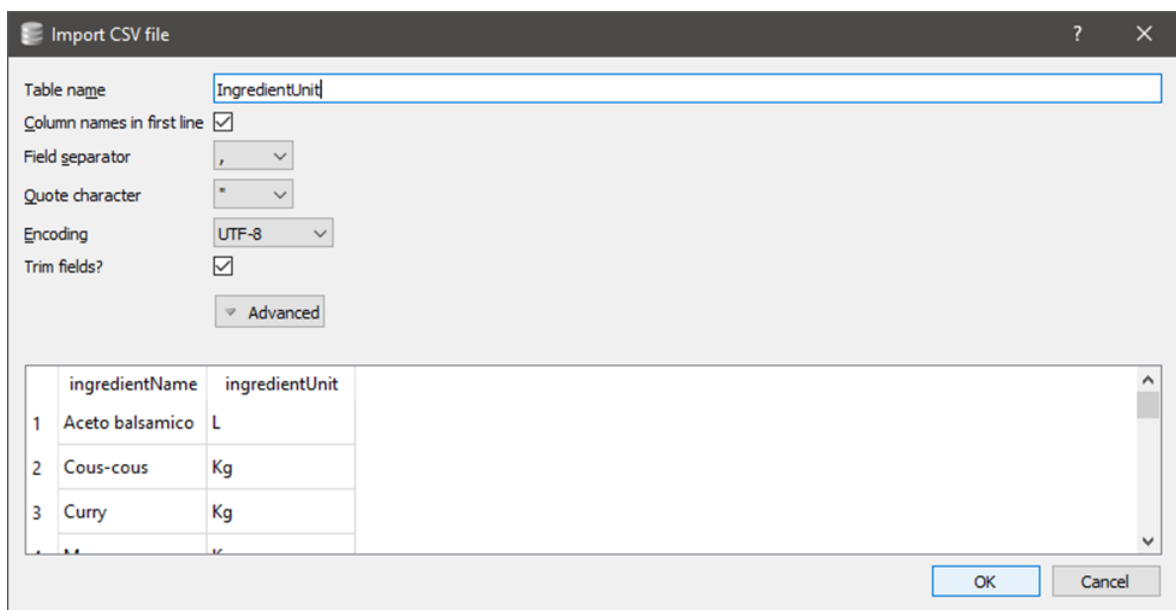 Import CSV file
?
Table name IngredientUnit
Column names in first line
Field separator ,
Quote character "
Encoding UTF-8
Trim fields?
Advanced
ingredientName ingredientUnit
1 Aceto balsamico L
2 Cous-cous Kg
3 Curry Kg
OK Cancel